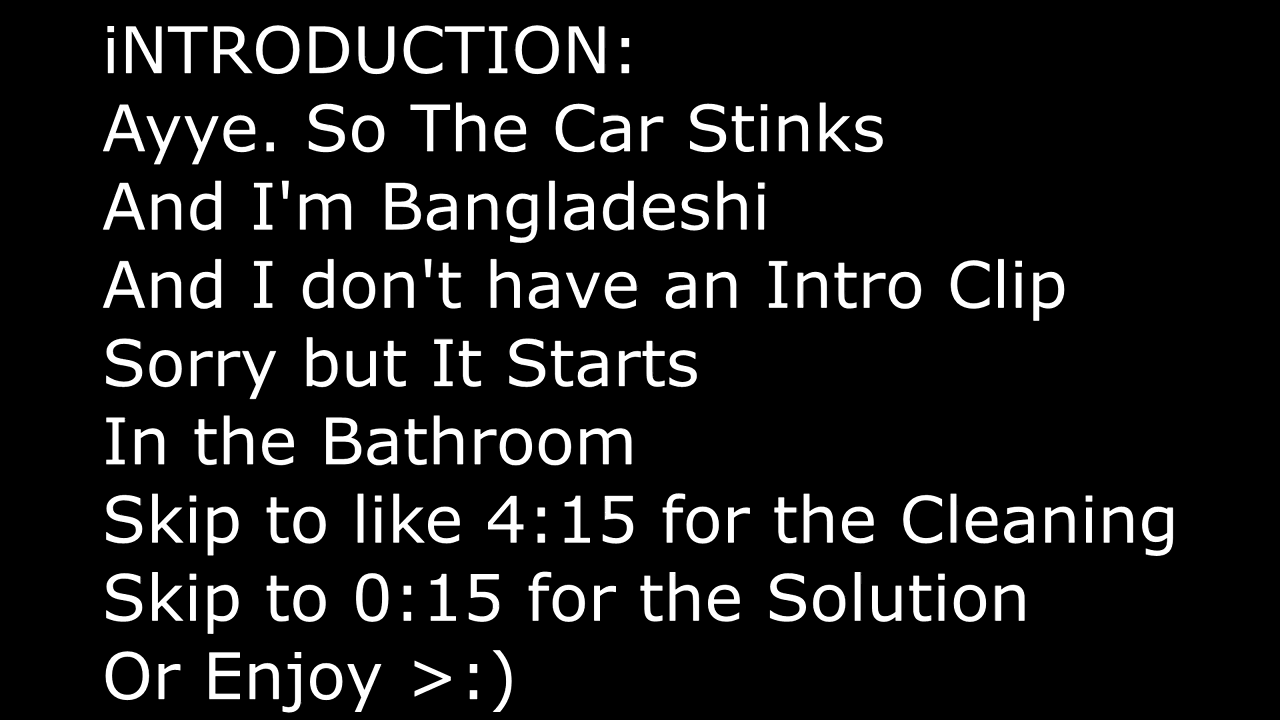 iNTRODUCTION:
Ayye. So The Car Stinks
And I'm Bangladeshi
And I don't have an Intro Clip
Sorry but It Starts
In the Bathroom
Skip to like 4:15 for the Cleaning
Skip to 0:15 for the Solution
Or Enjoy >:)